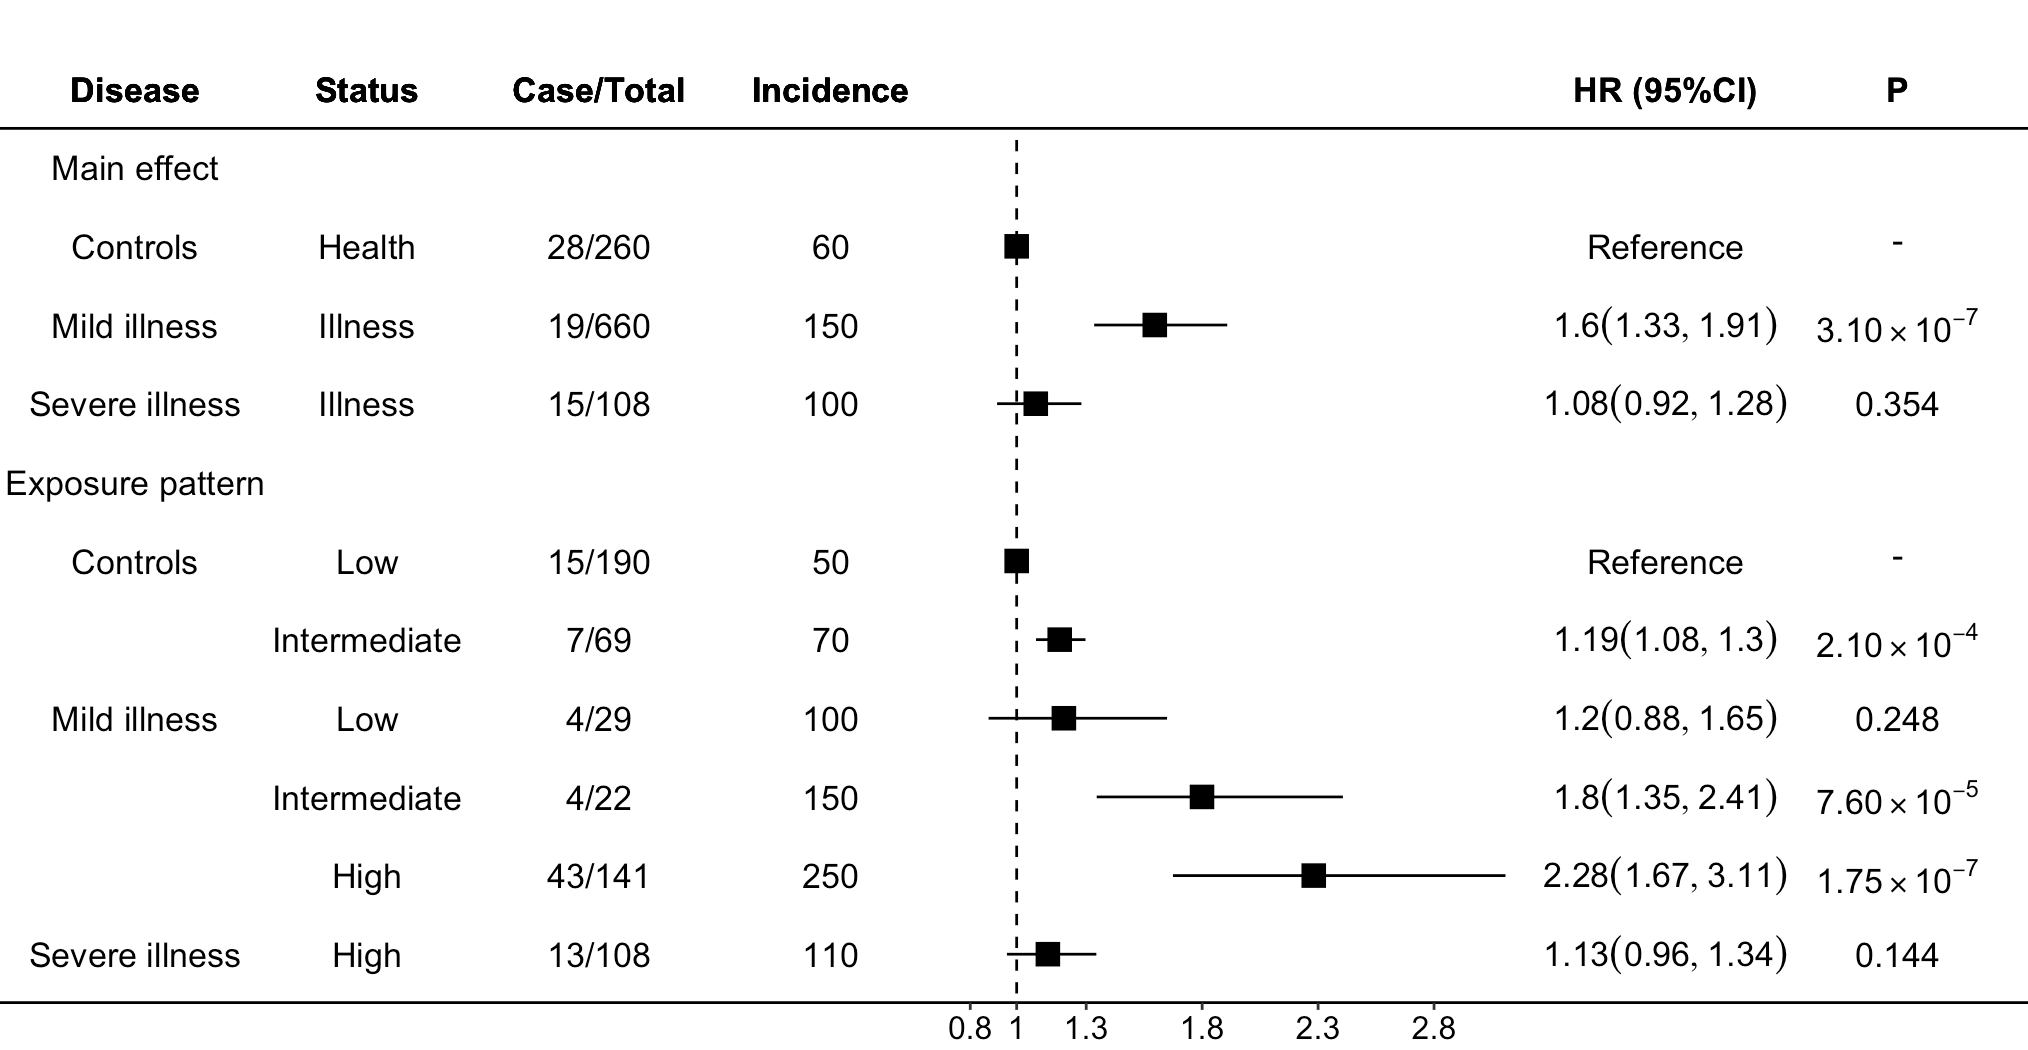 Disease Status Case/Total Incidence HR (95%CI) P
Main effect
Controls Health 28/260 60 Reference -
Mild illness Illness 19/660 150 1.6(1.33, 1.91) 3.10 × 10⁻⁷
Severe illness Illness 15/108 100 1.08(0.92, 1.28) 0.354
Exposure pattern
Controls Low 15/190 50 Reference -
Intermediate 7/69 70 1.19(1.08, 1.3) 2.10 × 10⁻⁴
Mild illness Low 4/29 100 1.2(0.88, 1.65) 0.248
Intermediate 4/22 150 1.8(1.35, 2.41) 7.60 × 10⁻⁵
High 43/141 250 2.28(1.67, 3.11) 1.75 × 10⁻⁷
Severe illness High 13/108 110 1.13(0.96, 1.34) 0.144
0.8 1 1.3 1.8 2.3 2.8